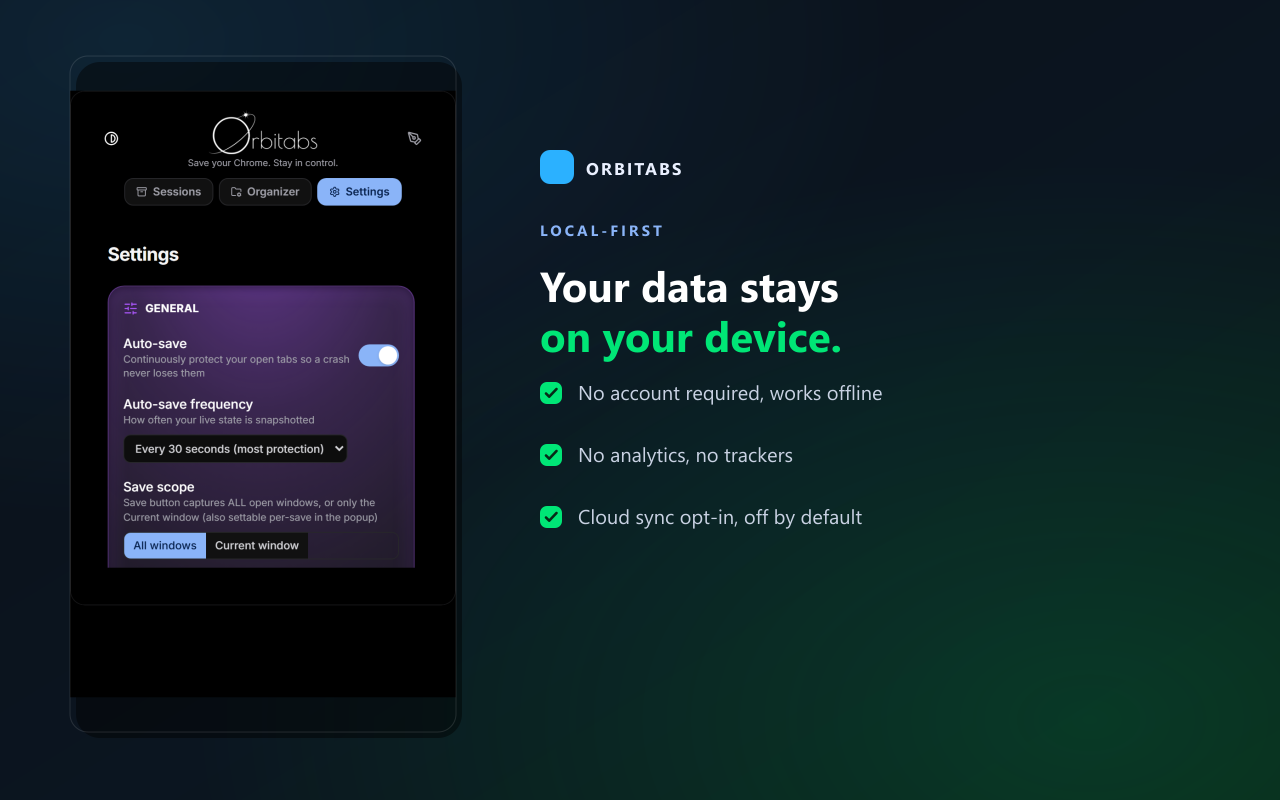 Orbitabs
Save your Chrome. Stay in control.
Sessions
Organizer
Settings
Settings
GENERAL
Auto-save
Continuously protect your open tabs so a crash
never loses them
Auto-save frequency
How often your live state is snapshotted
Every 30 seconds (most protection)
Save scope
Save button captures ALL open windows, or only the
Current window (also settable per-save in the popup)
All windows
Current window
ORBITABS
LOCAL-FIRST
Your data stays
on your device.
No account required, works offline
No analytics, no trackers
Cloud sync opt-in, off by default